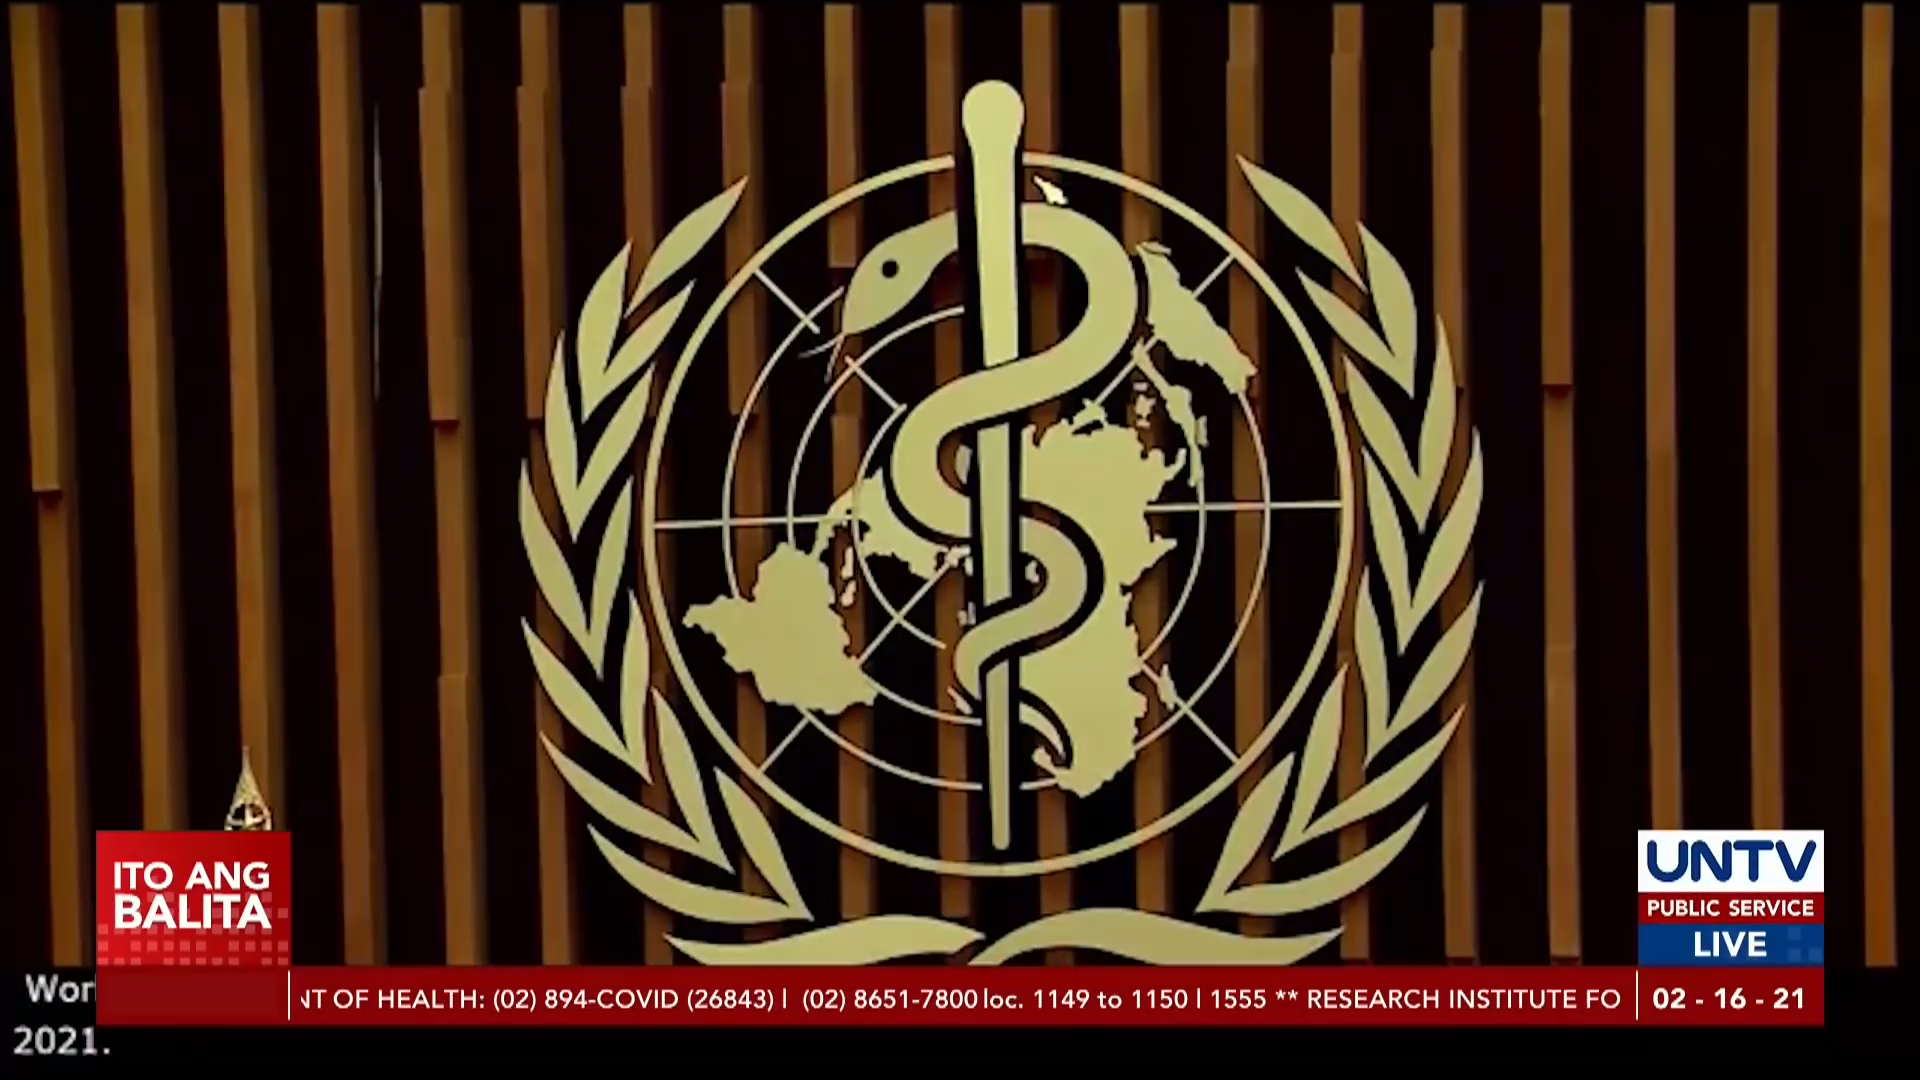 ITO ANG
BALITA
UNTV
PUBLIC SERVICE
LIVE
NT OF HEALTH: (02) 894-COVID (26843) | (02) 8651-7800 loc. 1149 to 1150 | 1555 ** RESEARCH INSTITUTE FO
02 - 16 - 21
2021.